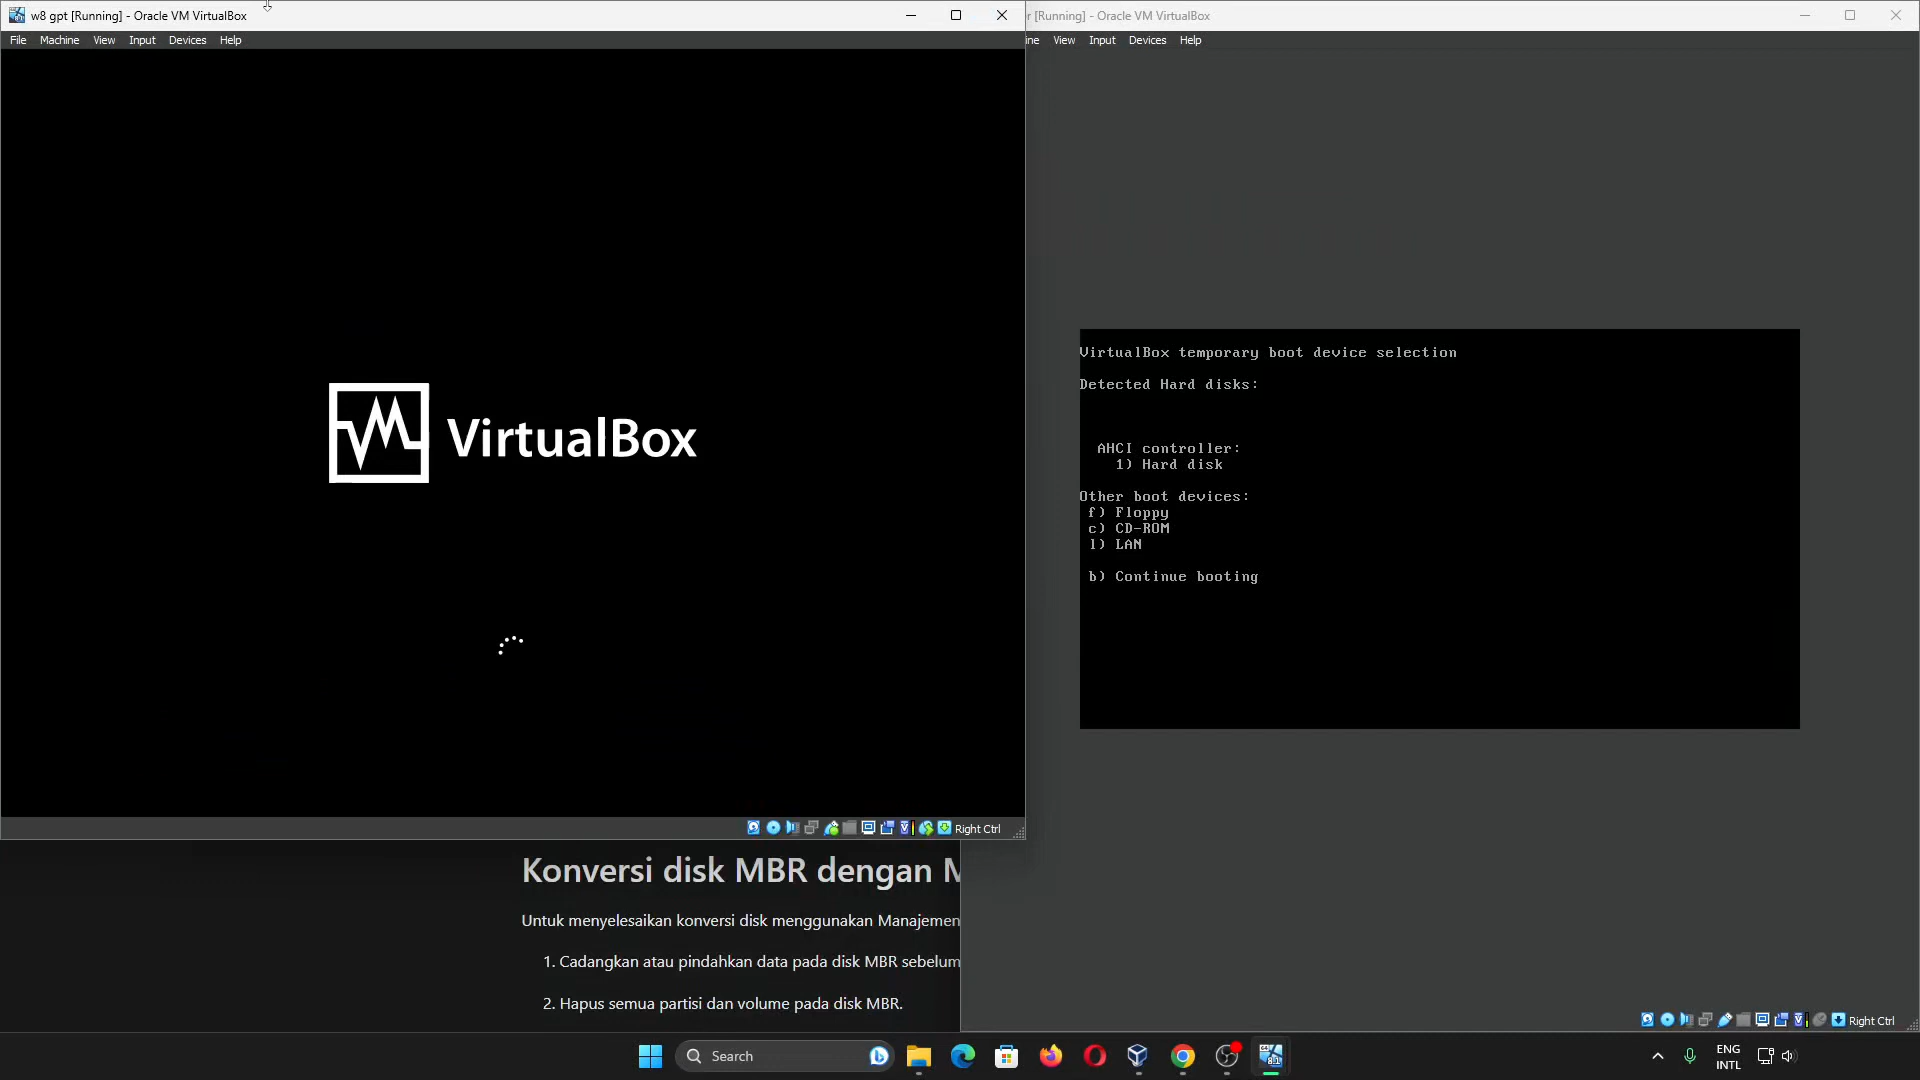 w8 gpt [Running] - Oracle VM VirtualBox
File Machine View Input Devices Help
VirtualBox
Right Ctrl
r [Running] - Oracle VM VirtualBox
ine View Input Devices Help
VirtualBox temporary boot device selection
Detected Hard disks:
AHCI controller:
1) Hard disk
Other boot devices:
f) Floppy
c) CD-ROM
l) LAN
b) Continue booting
Konversi disk MBR dengan
Untuk menyelesaikan konversi disk menggunakan Manajemen
1. Cadangkan atau pindahkan data pada disk MBR sebelum
2. Hapus semua partisi dan volume pada disk MBR.
Right Ctrl
Search
ENG
INTL